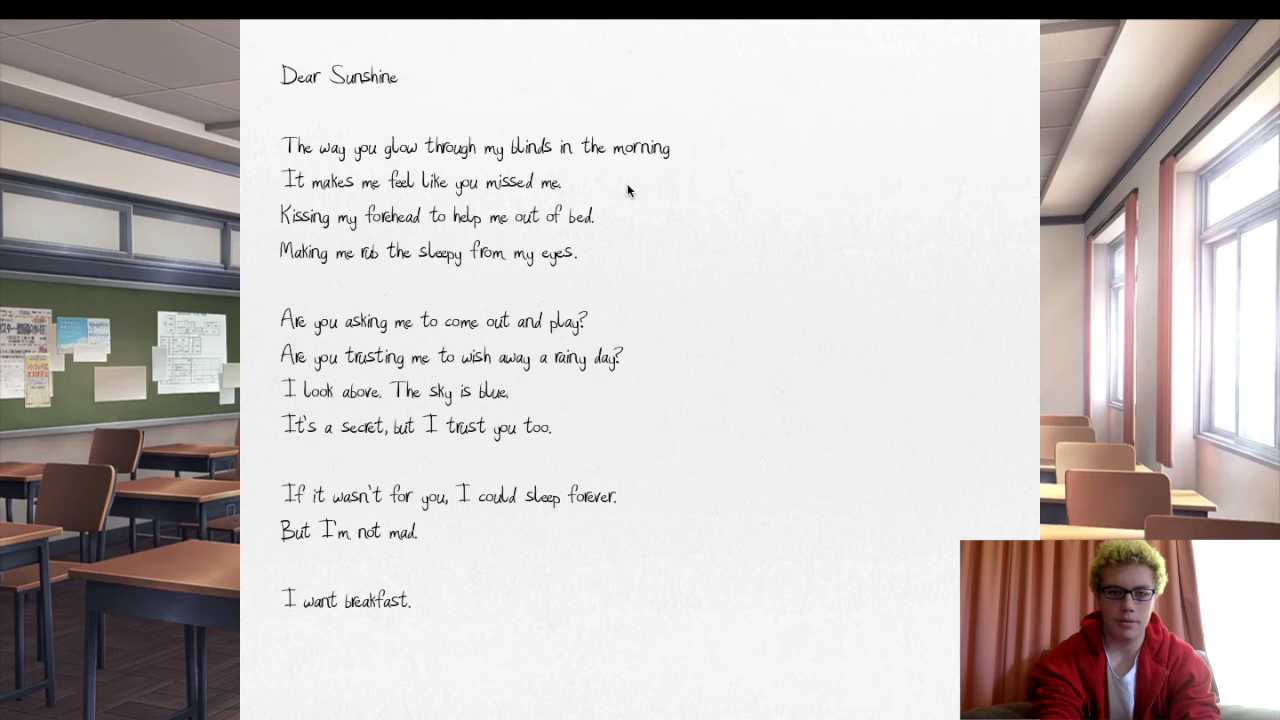 Dear Sunshine
The way you glow through my blinds in the morning
It makes me feel like you missed me.
Kissing my forehead to help me out of bed.
Making me rub the sleepy from my eyes.
Are you asking me to come out and play?
Are you trusting me to wish away a rainy day?
I look above. The sky is blue.
It's a secret, but I trust you too.
If it wasn't for you, I could sleep forever.
But I'm not mad.
I want breakfast.